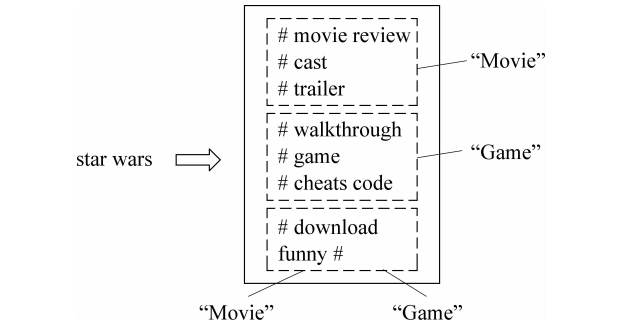 # movie review
# cast
# trailer
“Movie”
star wars
# walkthrough
# game
# cheats code
“Game”
# download
funny #
“Movie”
“Game”